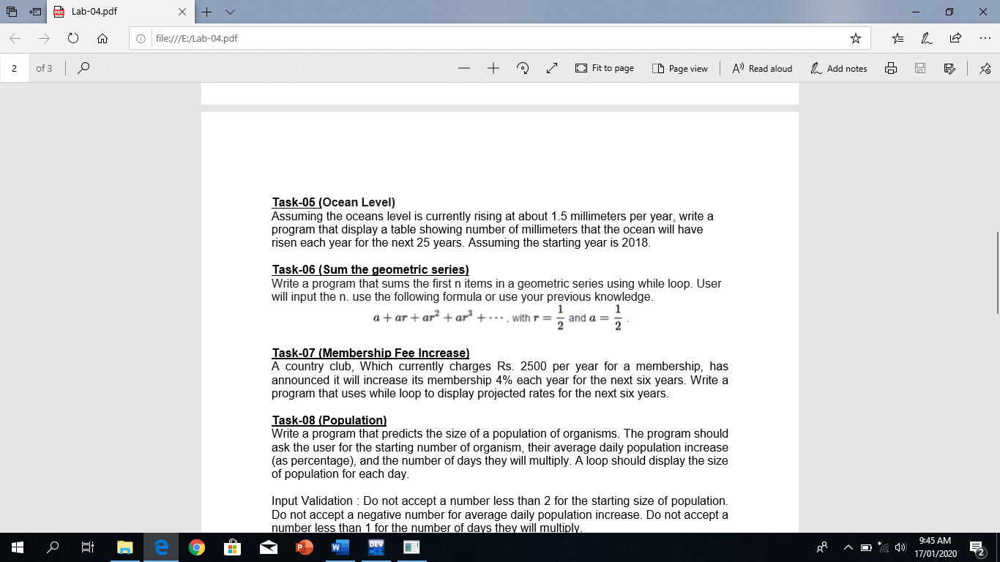 Lab-04.pdf
file:///E:/Lab-04.pdf
2 of 3 Fit to page Page view Read aloud Add notes
Task-05 (Ocean Level)
Assuming the oceans level is currently rising at about 1.5 millimeters per year, write a
program that display a table showing number of millimeters that the ocean will have
risen each year for the next 25 years. Assuming the starting year is 2018.
Task-06 (Sum the geometric series)
Write a program that sums the first n items in a geometric series using while loop. User
will input the n. use the following formula or use your previous knowledge.
a + ar + ar² + ar³ + ⋯ , with r = 1/2 and a = 1/2 .
Task-07 (Membership Fee Increase)
A country club, Which currently charges Rs. 2500 per year for a membership, has
announced it will increase its membership 4% each year for the next six years. Write a
program that uses while loop to display projected rates for the next six years.
Task-08 (Population)
Write a program that predicts the size of a population of organisms. The program should
ask the user for the starting number of organism, their average daily population increase
(as percentage), and the number of days they will multiply. A loop should display the size
of population for each day.
Input Validation : Do not accept a number less than 2 for the starting size of population.
Do not accept a negative number for average daily population increase. Do not accept a
number less than 1 for the number of days they will multiply.
DEV
9:45 AM
17/01/2020
2